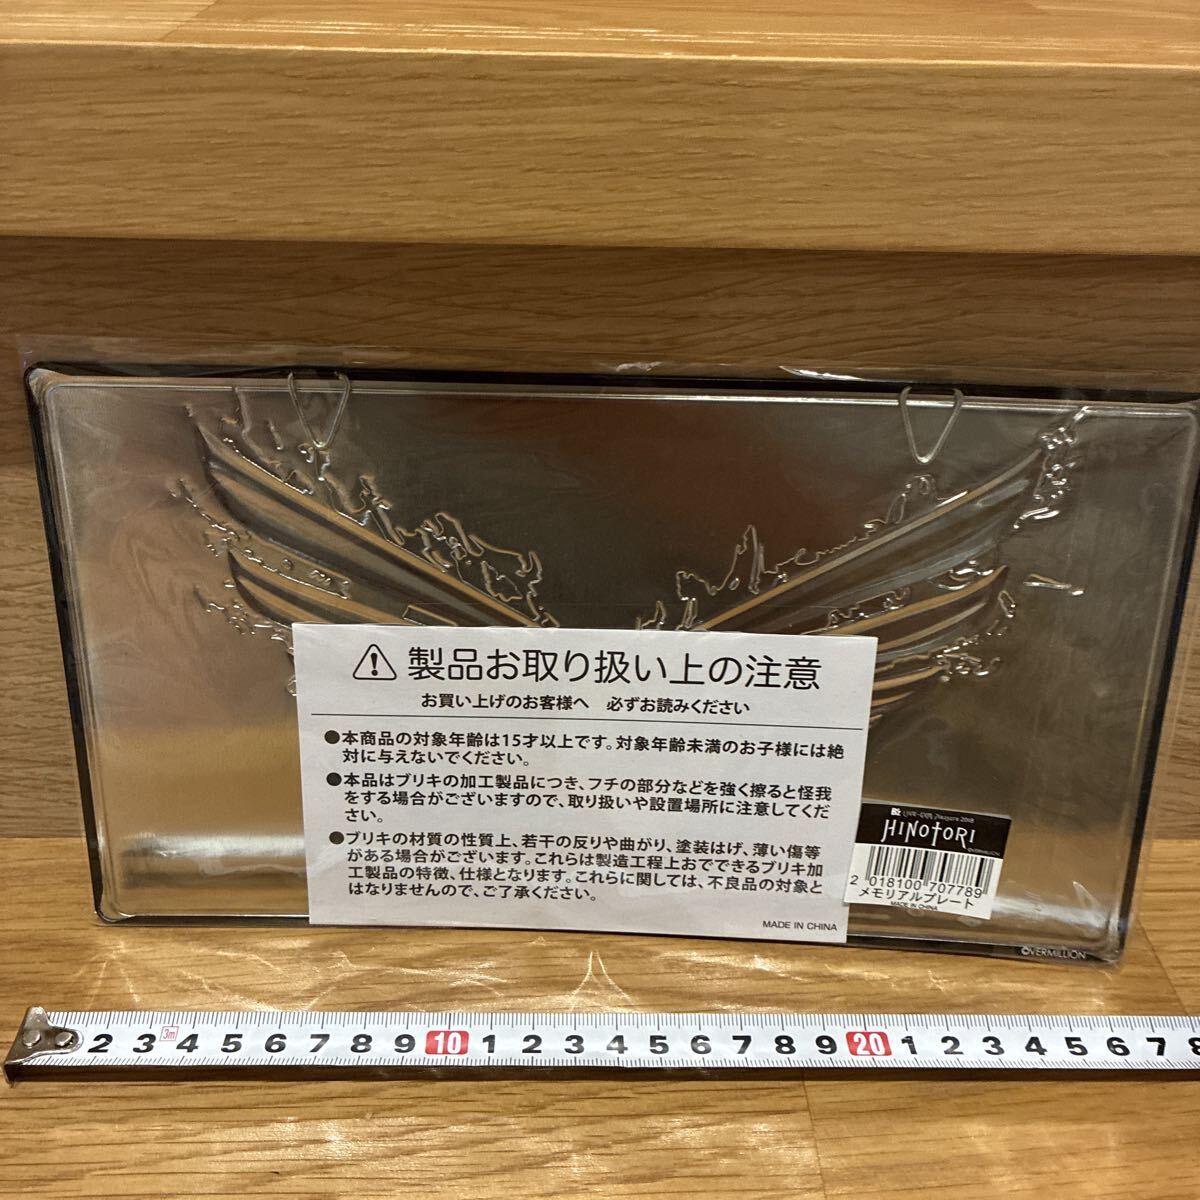 ⚠ 製品お取り扱い上の注意
お買い上げのお客様へ　必ずお読みください
●本商品の対象年齢は15才以上です。対象年齢未満のお子様には絶
対に与えないでください。
●本品はブリキの加工製品につき、フチの部分などを強く擦ると怪我
をする場合がございますので、取り扱いや設置場所に注意してくだ
さい。
●ブリキの材質の性質上、若干の反りや曲がり、塗装はげ、薄い傷等
がある場合がございます。これらは製造工程上おでできるブリキ加
工製品の特徴、仕様となります。これらに関しては、不良品の対象と
はなりませんので、ご了承ください。
MADE IN CHINA
B'z LIVE-GYM Pleasure 2018
HINOTORI
©VERMILLION
2 018100 707789
メモリアルプレート
MADE IN CHINA
©VERMILLION
2 3 3m 4 5 6 7 8 9 10 1 2 3 4 5 6 7 8 9 20 1 2 3 4 5 6 7 8